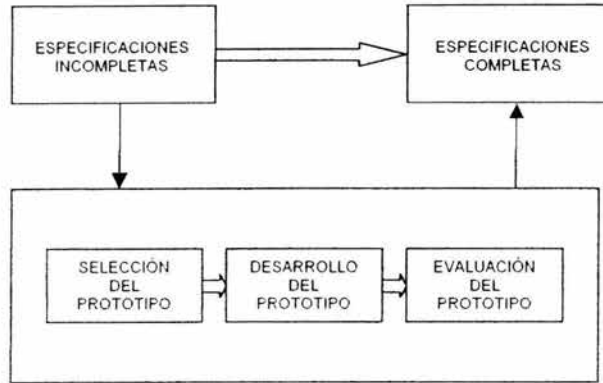 ESPECIFICACIONES
INCOMPLETAS
ESPECIFICACIONES
COMPLETAS
SELECCIÓN
DEL
PROTOTIPO
DESARROLLO
DEL
PROTOTIPO
EVALUACIÓN
DEL
PROTOTIPO